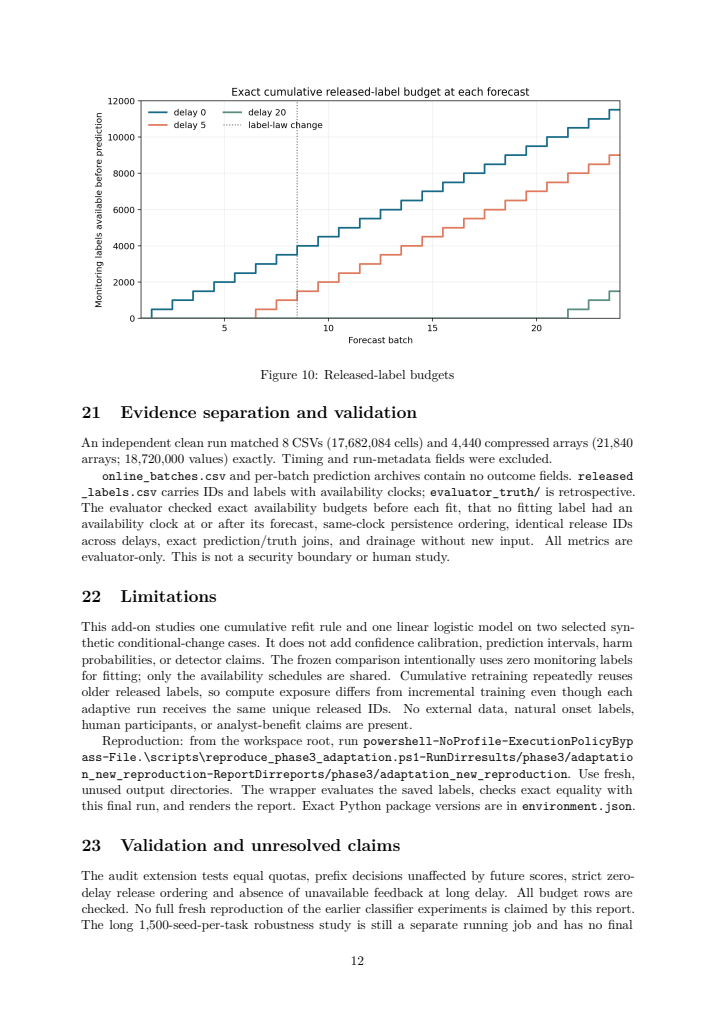 Exact cumulative released-label budget at each forecast
Monitoring labels available before prediction
12000
10000
8000
6000
4000
2000
0
delay 0
delay 5
delay 20
label-law change
5
10
15
20
Forecast batch
Figure 10: Released-label budgets
21 Evidence separation and validation
An independent clean run matched 8 CSVs (17,682,084 cells) and 4,440 compressed arrays (21,840
arrays; 18,720,000 values) exactly. Timing and run-metadata fields were excluded.
online_batches.csv and per-batch prediction archives contain no outcome fields. released
_labels.csv carries IDs and labels with availability clocks; evaluator_truth/ is retrospective.
The evaluator checked exact availability budgets before each fit, that no fitting label had an
availability clock at or after its forecast, same-clock persistence ordering, identical release IDs
across delays, exact prediction/truth joins, and drainage without new input. All metrics are
evaluator-only. This is not a security boundary or human study.
22 Limitations
This add-on studies one cumulative refit rule and one linear logistic model on two selected syn-
thetic conditional-change cases. It does not add confidence calibration, prediction intervals, harm
probabilities, or detector claims. The frozen comparison intentionally uses zero monitoring labels
for fitting; only the availability schedules are shared. Cumulative retraining repeatedly reuses
older released labels, so compute exposure differs from incremental training even though each
adaptive run receives the same unique released IDs. No external data, natural onset labels,
human participants, or analyst-benefit claims are present.
Reproduction: from the workspace root, run powershell-NoProfile-ExecutionPolicyByp
ass-File.\scripts\reproduce_phase3_adaptation.ps1-RunDirresults/phase3/adaptatio
n_new_reproduction-ReportDirreports/phase3/adaptation_new_reproduction. Use fresh,
unused output directories. The wrapper evaluates the saved labels, checks exact equality with
this final run, and renders the report. Exact Python package versions are in environment.json.
23 Validation and unresolved claims
The audit extension tests equal quotas, prefix decisions unaffected by future scores, strict zero-
delay release ordering and absence of unavailable feedback at long delay. All budget rows are
checked. No full fresh reproduction of the earlier classifier experiments is claimed by this report.
The long 1,500-seed-per-task robustness study is still a separate running job and has no final
12